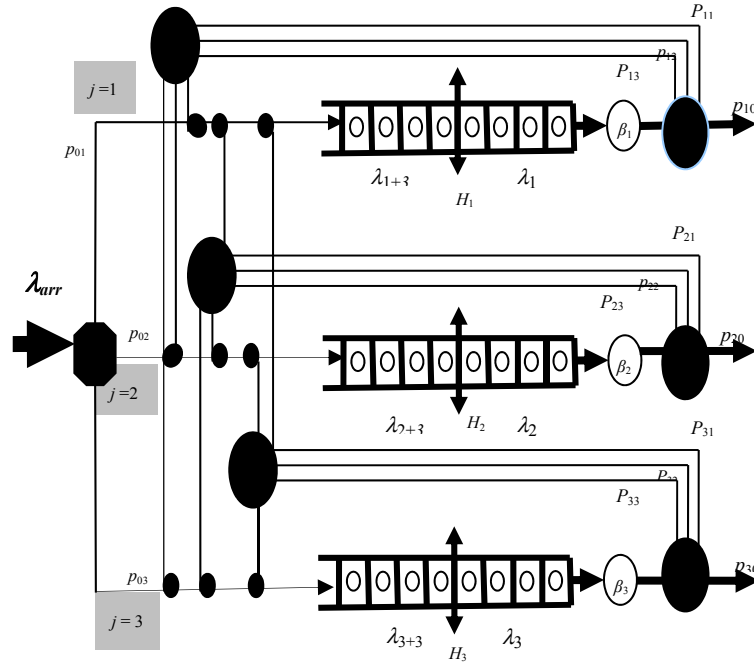 P₁₁
p₁₂
P₁₃
p₁₀
j =1
p₀₁
β₁
λ₁₊₃
λ₁
H₁
P₂₁
λarr
p₂₂
P₂₃
p₀₂
p₂₀
β₂
j =2
λ₂₊₃
H₂
λ₂
P₃₁
P₃₃
p₀₃
β₃
j = 3
λ₃₊₃
λ₃
H₃